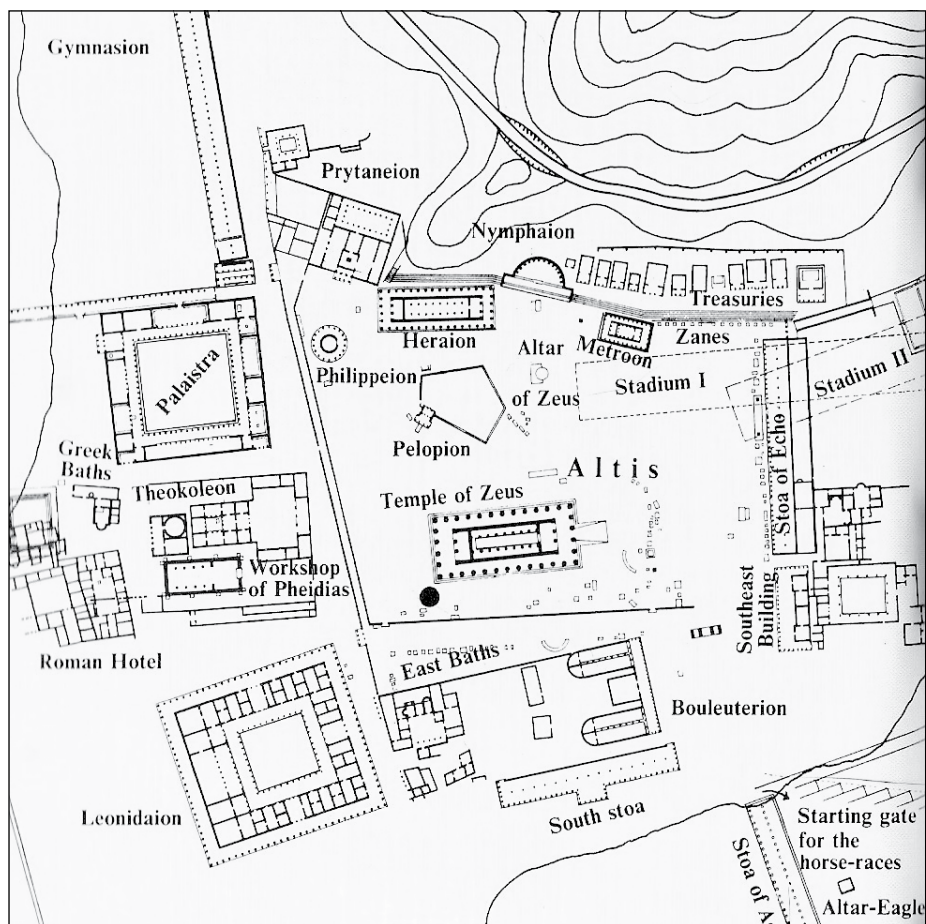 Gymnasion
Prytaneion
Nymphaion
Treasuries
Heraion
Altar
of Zeus
Metroon
Zanes
Philippeion
Stadium I
Stadium II
Palaistra
Pelopion
Greek
Baths
Altis
Stoa of Echo
Theokoleon
Temple of Zeus
Workshop
of Pheidias
Southeast
Building
Roman Hotel
East Baths
Bouleuterion
Leonidaion
South stoa
Starting gate
for the
horse-races
Stoa of A
Altar-Eagle